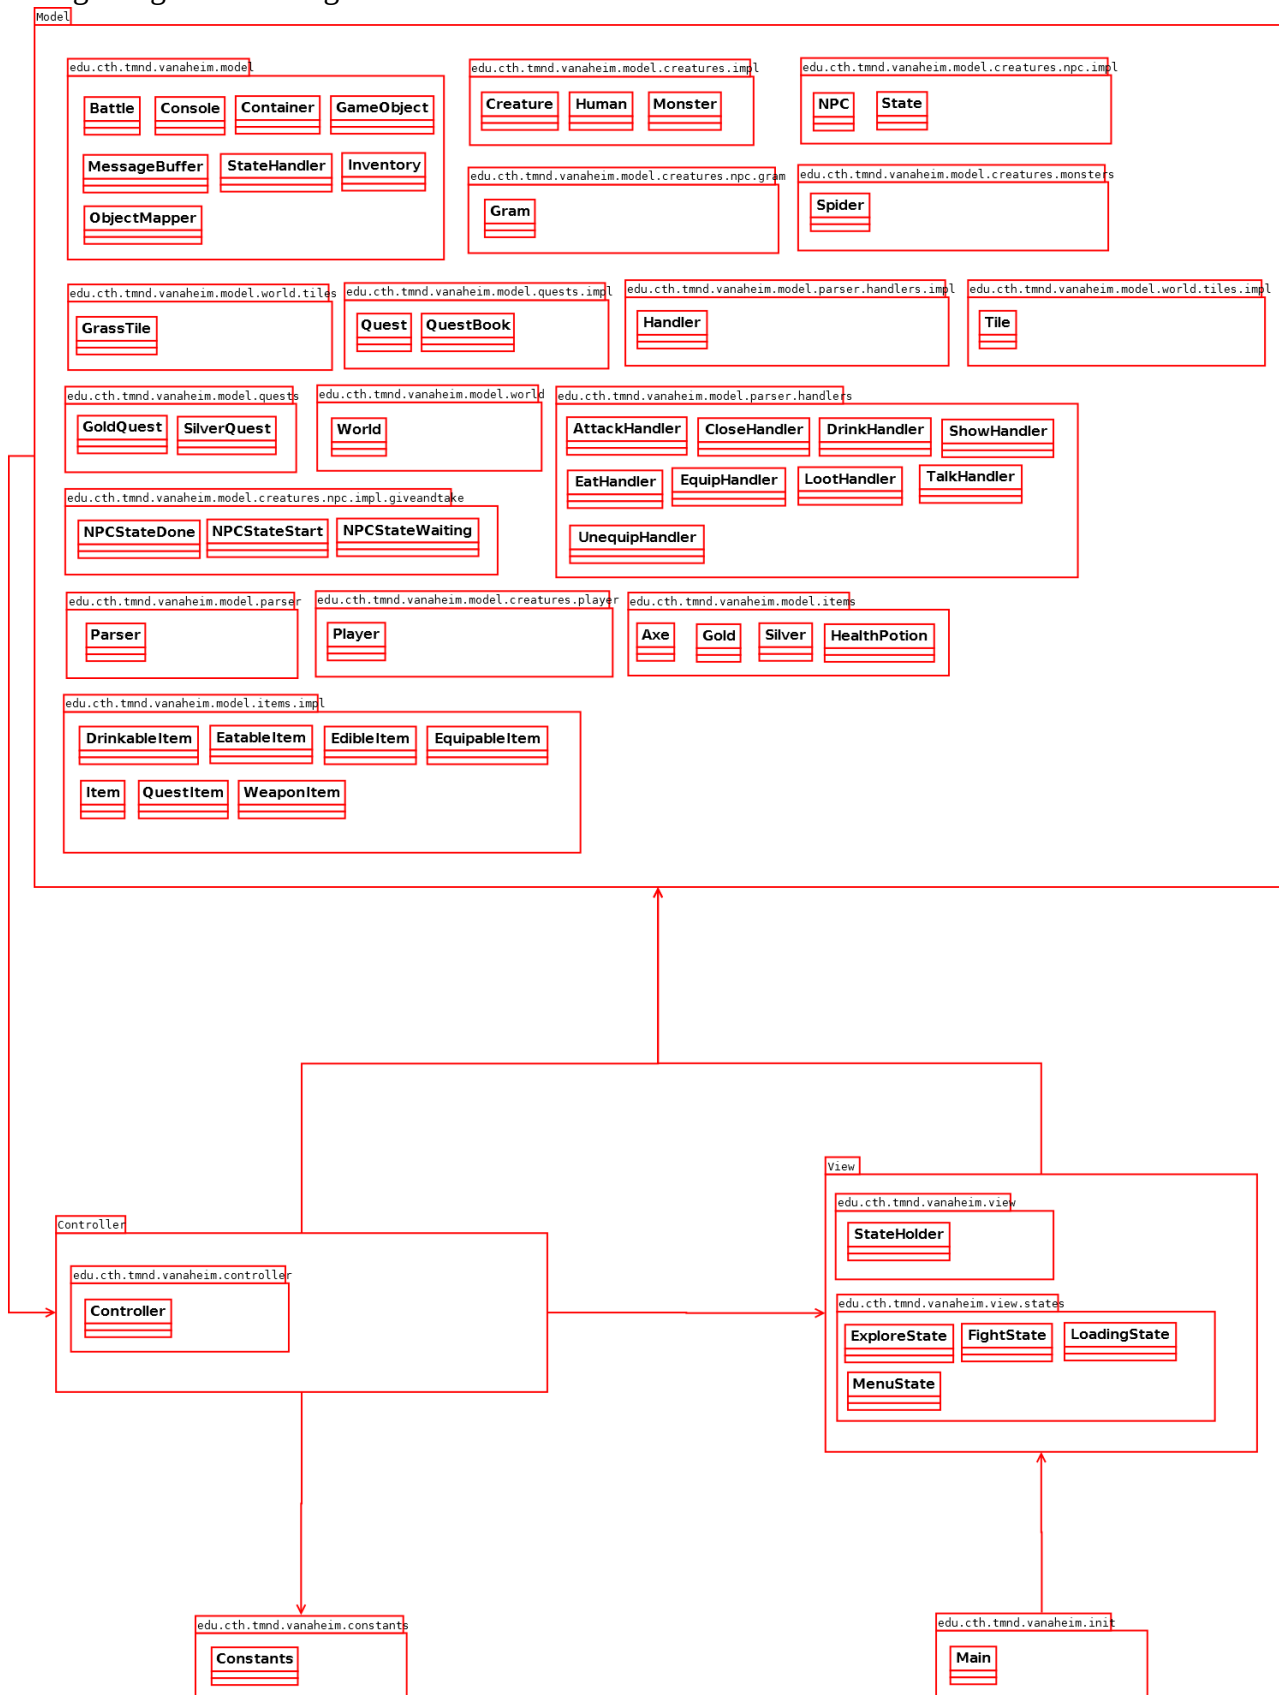 Model
edu.cth.tmnd.vanaheim.model
Battle Console Container GameObject
MessageBuffer StateHandler Inventory
ObjectMapper
edu.cth.tmnd.vanaheim.model.creatures.impl
Creature Human Monster
edu.cth.tmnd.vanaheim.model.creatures.npc.impl
NPC State
edu.cth.tmnd.vanaheim.model.creatures.npc.gram
Gram
edu.cth.tmnd.vanaheim.model.creatures.monsters
Spider
edu.cth.tmnd.vanaheim.model.world.tiles
GrassTile
edu.cth.tmnd.vanaheim.model.quests.impl
Quest QuestBook
edu.cth.tmnd.vanaheim.model.parser.handlers.impl
Handler
edu.cth.tmnd.vanaheim.model.world.tiles.impl
Tile
edu.cth.tmnd.vanaheim.model.quests
GoldQuest SilverQuest
edu.cth.tmnd.vanaheim.model.world
World
edu.cth.tmnd.vanaheim.model.parser.handlers
AttackHandler CloseHandler DrinkHandler ShowHandler
EatHandler EquipHandler LootHandler TalkHandler
UnequipHandler
edu.cth.tmnd.vanaheim.model.creatures.npc.impl.giveandtake
NPCStateDone NPCStateStart NPCStateWaiting
edu.cth.tmnd.vanaheim.model.parser
Parser
edu.cth.tmnd.vanaheim.model.creatures.player
Player
edu.cth.tmnd.vanaheim.model.items
Axe Gold Silver HealthPotion
edu.cth.tmnd.vanaheim.model.items.impl
DrinkableItem EatableItem EdibleItem EquipableItem
Item QuestItem WeaponItem
View
edu.cth.tmnd.vanaheim.view
StateHolder
edu.cth.tmnd.vanaheim.view.states
ExploreState FightState LoadingState
MenuState
Controller
edu.cth.tmnd.vanaheim.controller
Controller
edu.cth.tmnd.vanaheim.constants
Constants
edu.cth.tmnd.vanaheim.init
Main